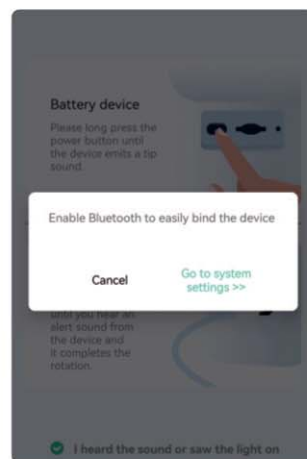 Battery device
Please long press the
power button until
the device emits a tip
sound.
Enable Bluetooth to easily bind the device
Cancel
Go to system
settings >>
until you hear an
alert sound from
the device and
it completes the
rotation.
I heard the sound or saw the light on